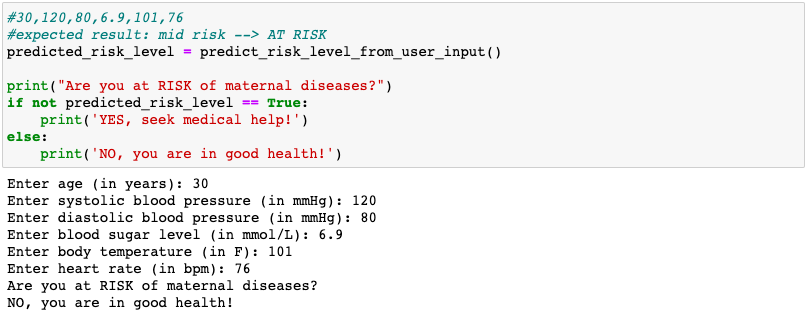 #30,120,80,6.9,101,76
#expected result: mid risk --> AT RISK
predicted_risk_level = predict_risk_level_from_user_input()
print("Are you at RISK of maternal diseases?")
if not predicted_risk_level == True:
    print('YES, seek medical help!')
else:
    print('NO, you are in good health!')
Enter age (in years): 30
Enter systolic blood pressure (in mmHg): 120
Enter diastolic blood pressure (in mmHg): 80
Enter blood sugar level (in mmol/L): 6.9
Enter body temperature (in F): 101
Enter heart rate (in bpm): 76
Are you at RISK of maternal diseases?
NO, you are in good health!